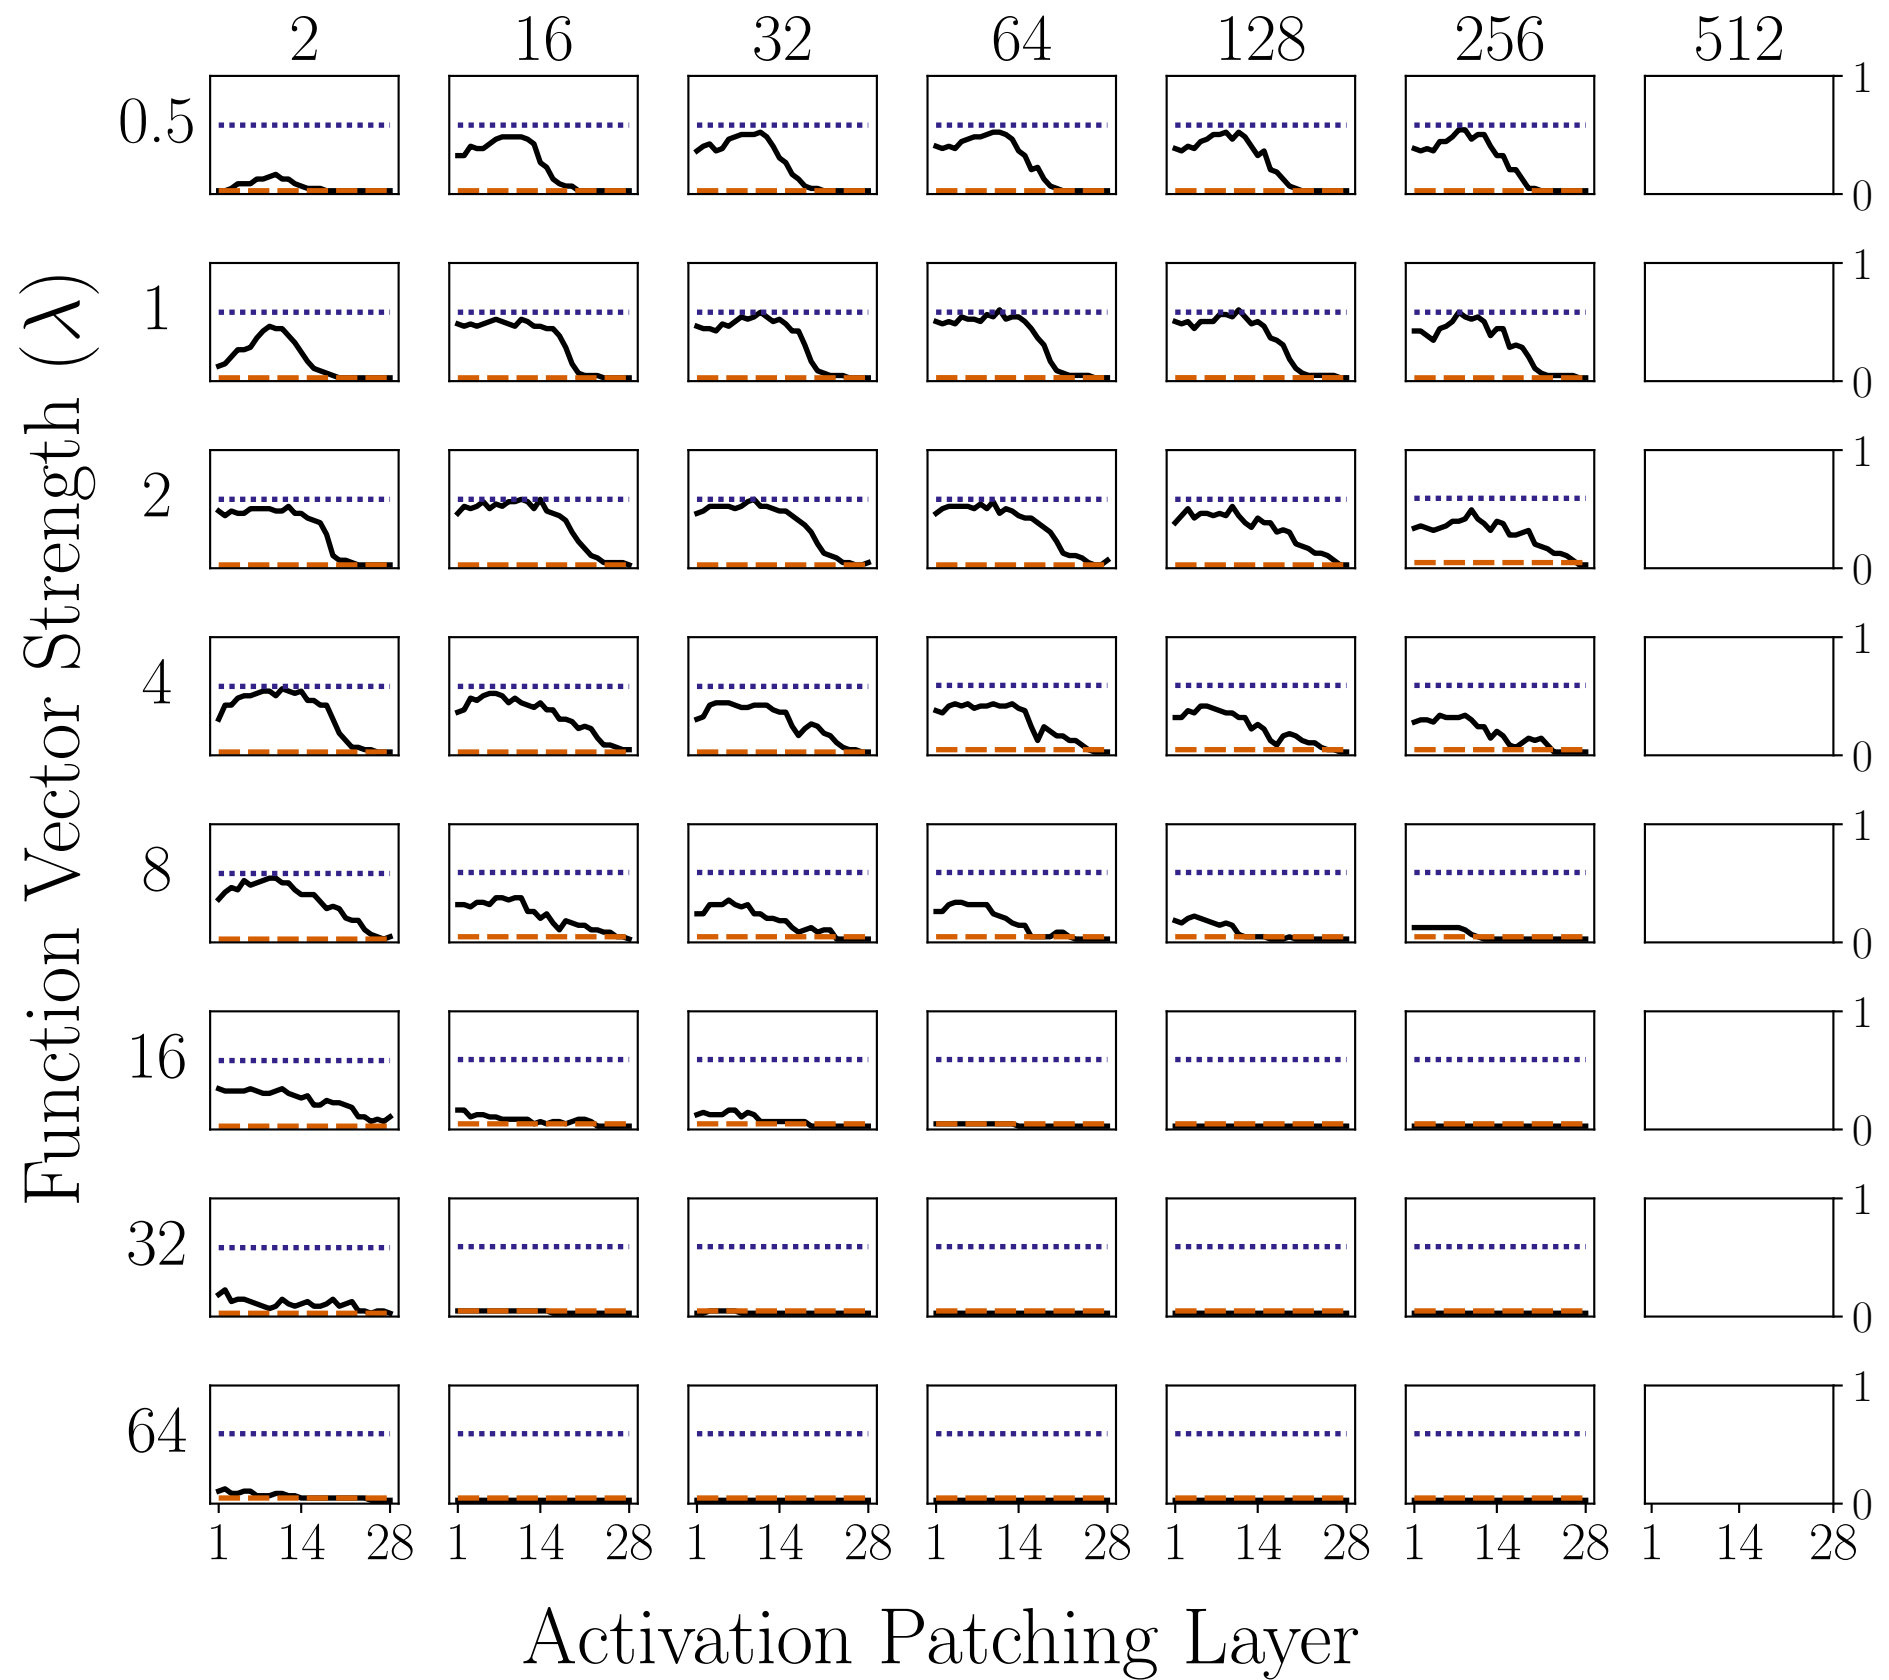 2 16 32 64 128 256 512
0.5 1 0
1 1 0
2 1 0
4 1 0
8 1 0
16 1 0
32 1 0
64 1 0
1 14 28 1 14 28 1 14 28 1 14 28 1 14 28 1 14 28 1 14 28
Function Vector Strength (λ)
Activation Patching Layer